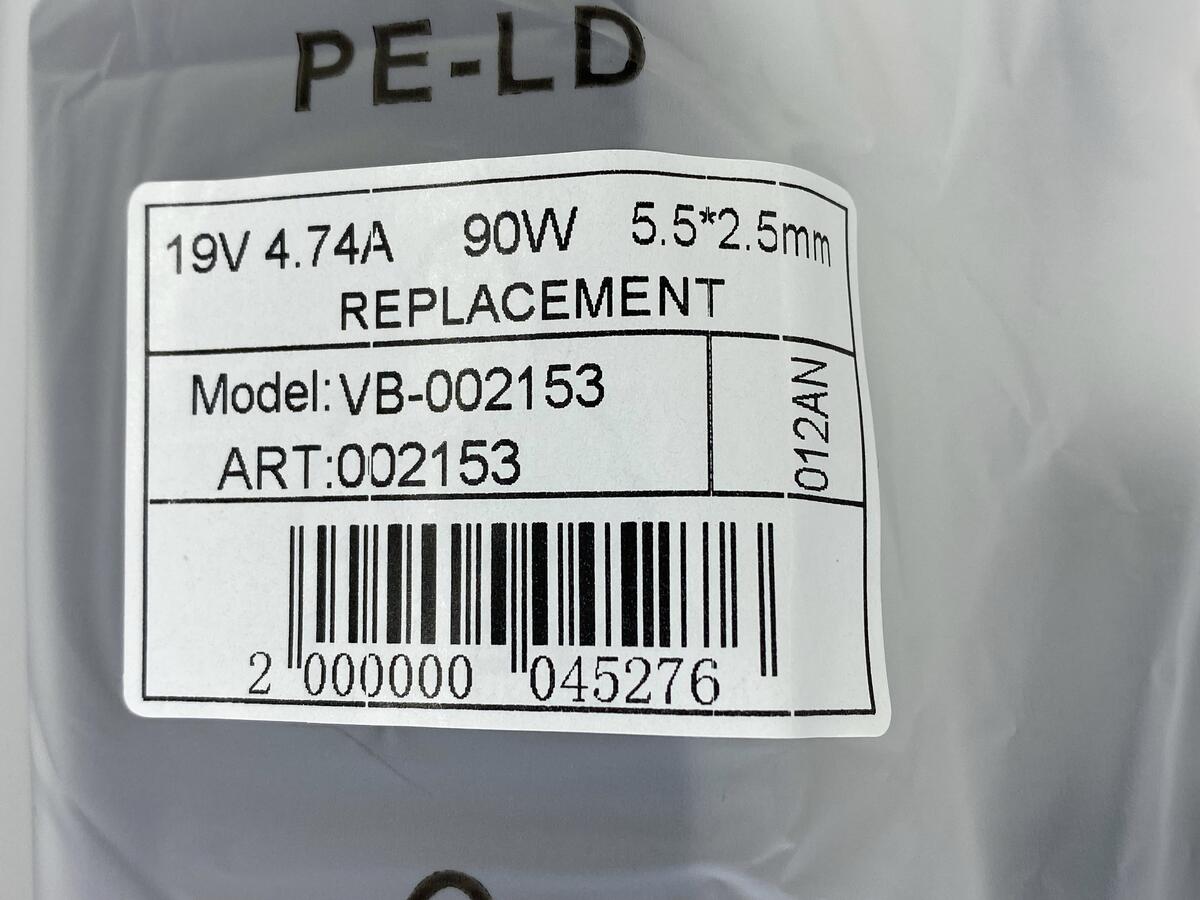 PE-LD
19V 4.74A 90W 5.5*2.5mm
REPLACEMENT
Model:VB-002153
ART:002153
012AN
2 000000 045276